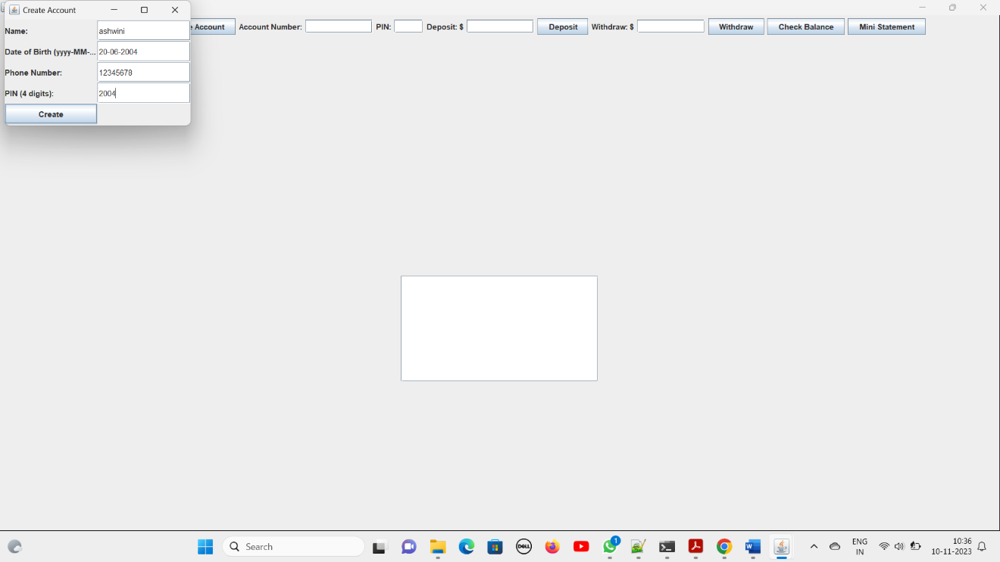 Create Account
Name: ashwini
Date of Birth (yyyy-MM-... 20-06-2004
Phone Number: 12345678
PIN (4 digits): 2004
Create
Account Account Number: PIN: Deposit: $ Deposit Withdraw: $ Withdraw Check Balance Mini Statement
Search
DELL
1
ENG
IN
10:36
10-11-2023